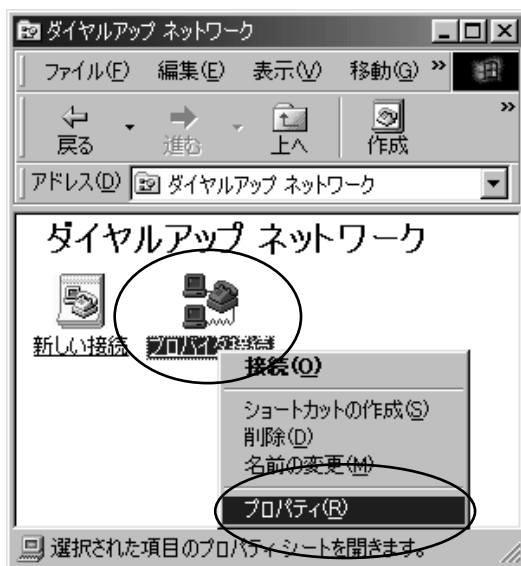 ダイヤルアップ ネットワーク
ファイル(F) 編集(E) 表示(V) 移動(G) »
戻る 進む 上へ 作成 »
アドレス(D) ダイヤルアップ ネットワーク
ダイヤルアップ ネットワーク
新しい接続 プロバイダ接続
接続(O)
ショートカットの作成(S)
削除(D)
名前の変更(M)
プロパティ(R)
選択された項目のプロパティ シートを開きます。